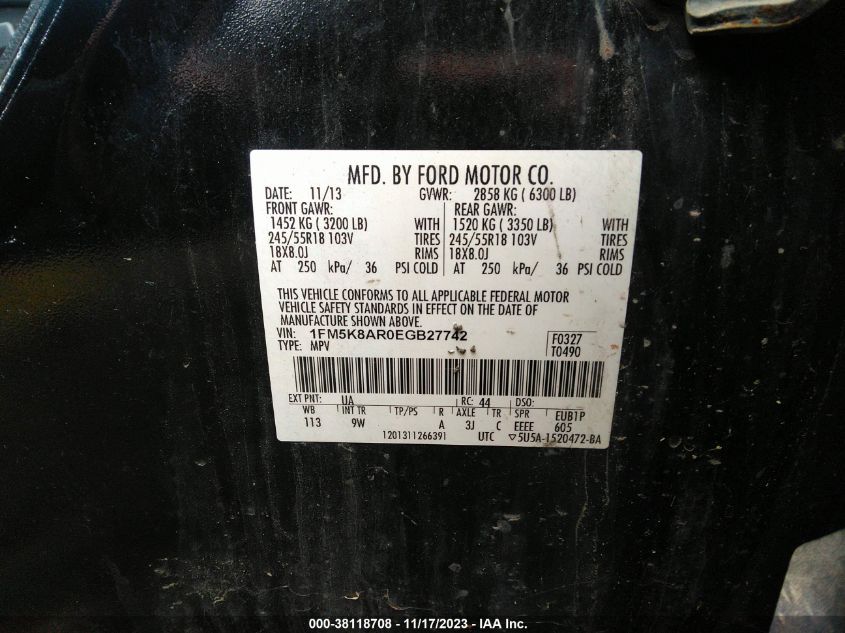 MFD. BY FORD MOTOR CO.
DATE: 11/13 GVWR: 2858 KG ( 6300 LB)
FRONT GAWR: REAR GAWR:
1452 KG ( 3200 LB) WITH 1520 KG ( 3350 LB) WITH
245/55R18 103V TIRES 245/55R18 103V TIRES
18X8.0J RIMS 18X8.0J RIMS
AT 250 kPa/ 36 PSI COLD AT 250 kPa/ 36 PSI COLD
THIS VEHICLE CONFORMS TO ALL APPLICABLE FEDERAL MOTOR
VEHICLE SAFETY STANDARDS IN EFFECT ON THE DATE OF
MANUFACTURE SHOWN ABOVE.
VIN: 1FM5K8AR0EGB27742 F0327
TYPE: MPV T0490
EXT PNT: UA RC: 44 DSO:
WB INT TR TP/PS R AXLE TR SPR EUB1P
113 9W A 3J C EEEE 605
1201311266391 UTC ▽5U5A-1520472-BA
000-38118708 - 11/17/2023 - IAA Inc.